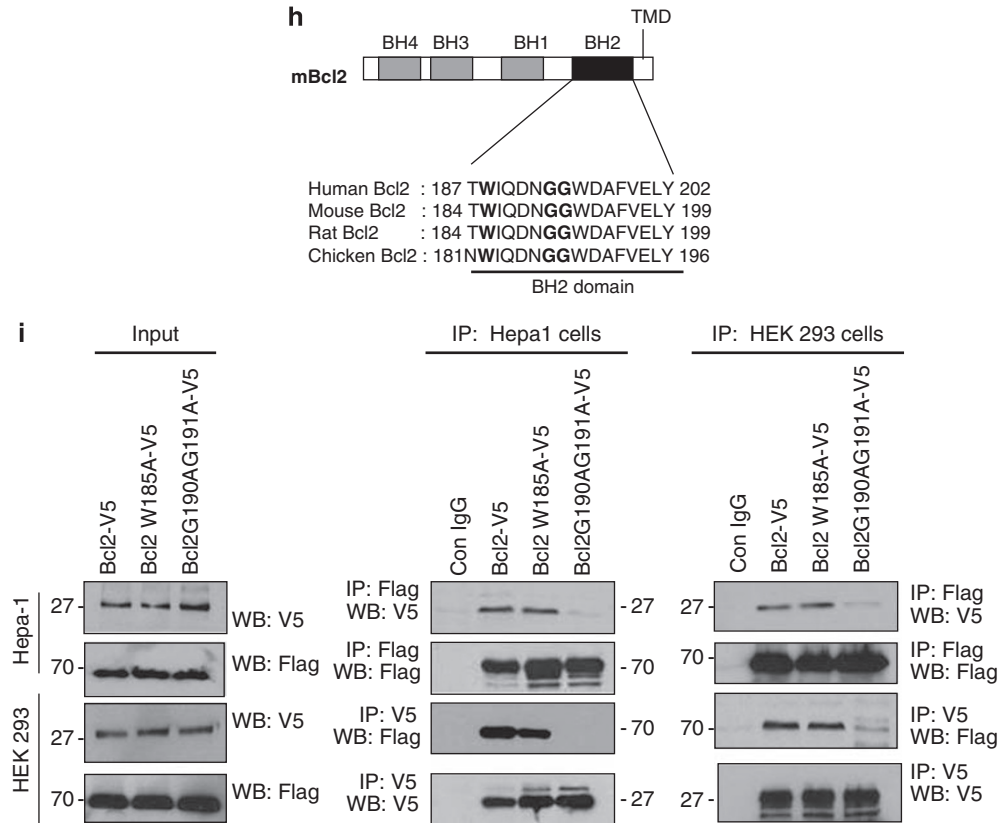 h
TMD
BH4 BH3 BH1 BH2
mBcl2
Human Bcl2 : 187 TWIQDNGGWDAFVELY 202
Mouse Bcl2 : 184 TWIQDNGGWDAFVELY 199
Rat Bcl2 : 184 TWIQDNGGWDAFVELY 199
Chicken Bcl2 : 181NWIQDNGGWDAFVELY 196
BH2 domain
i
Input
Bcl2-V5
Bcl2 W185A-V5
Bcl2G190AG191A-V5
Hepa-1
27 -
WB: V5
70 -
WB: Flag
HEK 293
27 -
WB: V5
70 -
WB: Flag
IP: Hepa1 cells
Con IgG
Bcl2-V5
Bcl2 W185A-V5
Bcl2G190AG191A-V5
IP: Flag
WB: V5
- 27
IP: Flag
WB: Flag
- 70
IP: V5
WB: Flag
- 70
IP: V5
WB: V5
- 27
IP: HEK 293 cells
Con IgG
Bcl2-V5
Bcl2 W185A-V5
Bcl2G190AG191A-V5
27 -
IP: Flag
WB: V5
70 -
IP: Flag
WB: Flag
70 -
IP: V5
WB: Flag
27 -
IP: V5
WB: V5